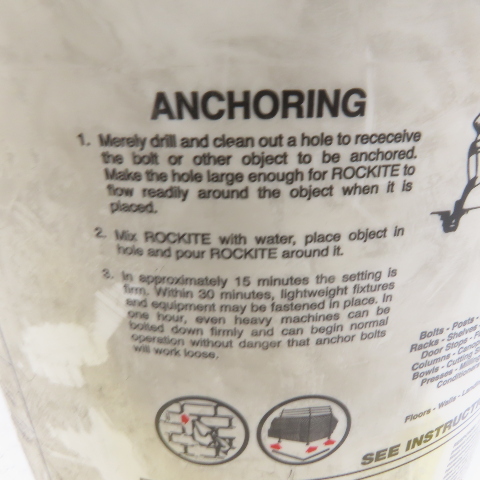 ANCHORING
1. Merely drill and clean out a hole to receceive
the bolt or other object to be anchored.
Make the hole large enough for ROCKITE to
flow readily around the object when it is
placed.
2. Mix ROCKITE with water, place object in
hole and pour ROCKITE around it.
3. In approximately 15 minutes the setting is
firm. Within 30 minutes, lightweight fixtures
and equipment may be fastened in place. In
one hour, even heavy machines can be
bolted down firmly and can begin normal
operation without danger that anchor bolts
will work loose.
Bolts - Posts -
Racks - Shelves
Door Stops -
Columns -
Bowls - Cutting
Presses -
Floors - Walls -
SEE